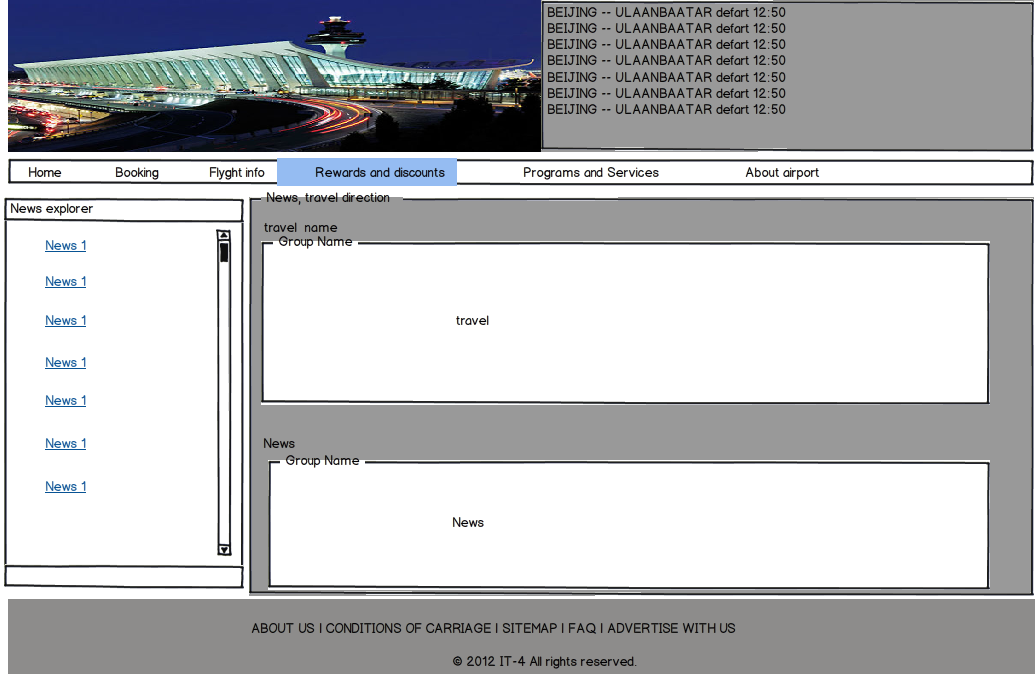 BEIJING -- ULAANBAATAR defart 12:50
BEIJING -- ULAANBAATAR defart 12:50
BEIJING -- ULAANBAATAR defart 12:50
BEIJING -- ULAANBAATAR defart 12:50
BEIJING -- ULAANBAATAR defart 12:50
BEIJING -- ULAANBAATAR defart 12:50
BEIJING -- ULAANBAATAR defart 12:50
Home Booking Flyght info Rewards and discounts Programs and Services About airport
News explorer
News 1
News 1
News 1
News 1
News 1
News 1
News 1
News, travel direction
travel name
Group Name
travel
News
Group Name
News
ABOUT US | CONDITIONS OF CARRIAGE | SITEMAP | FAQ | ADVERTISE WITH US
© 2012 IT-4 All rights reserved.